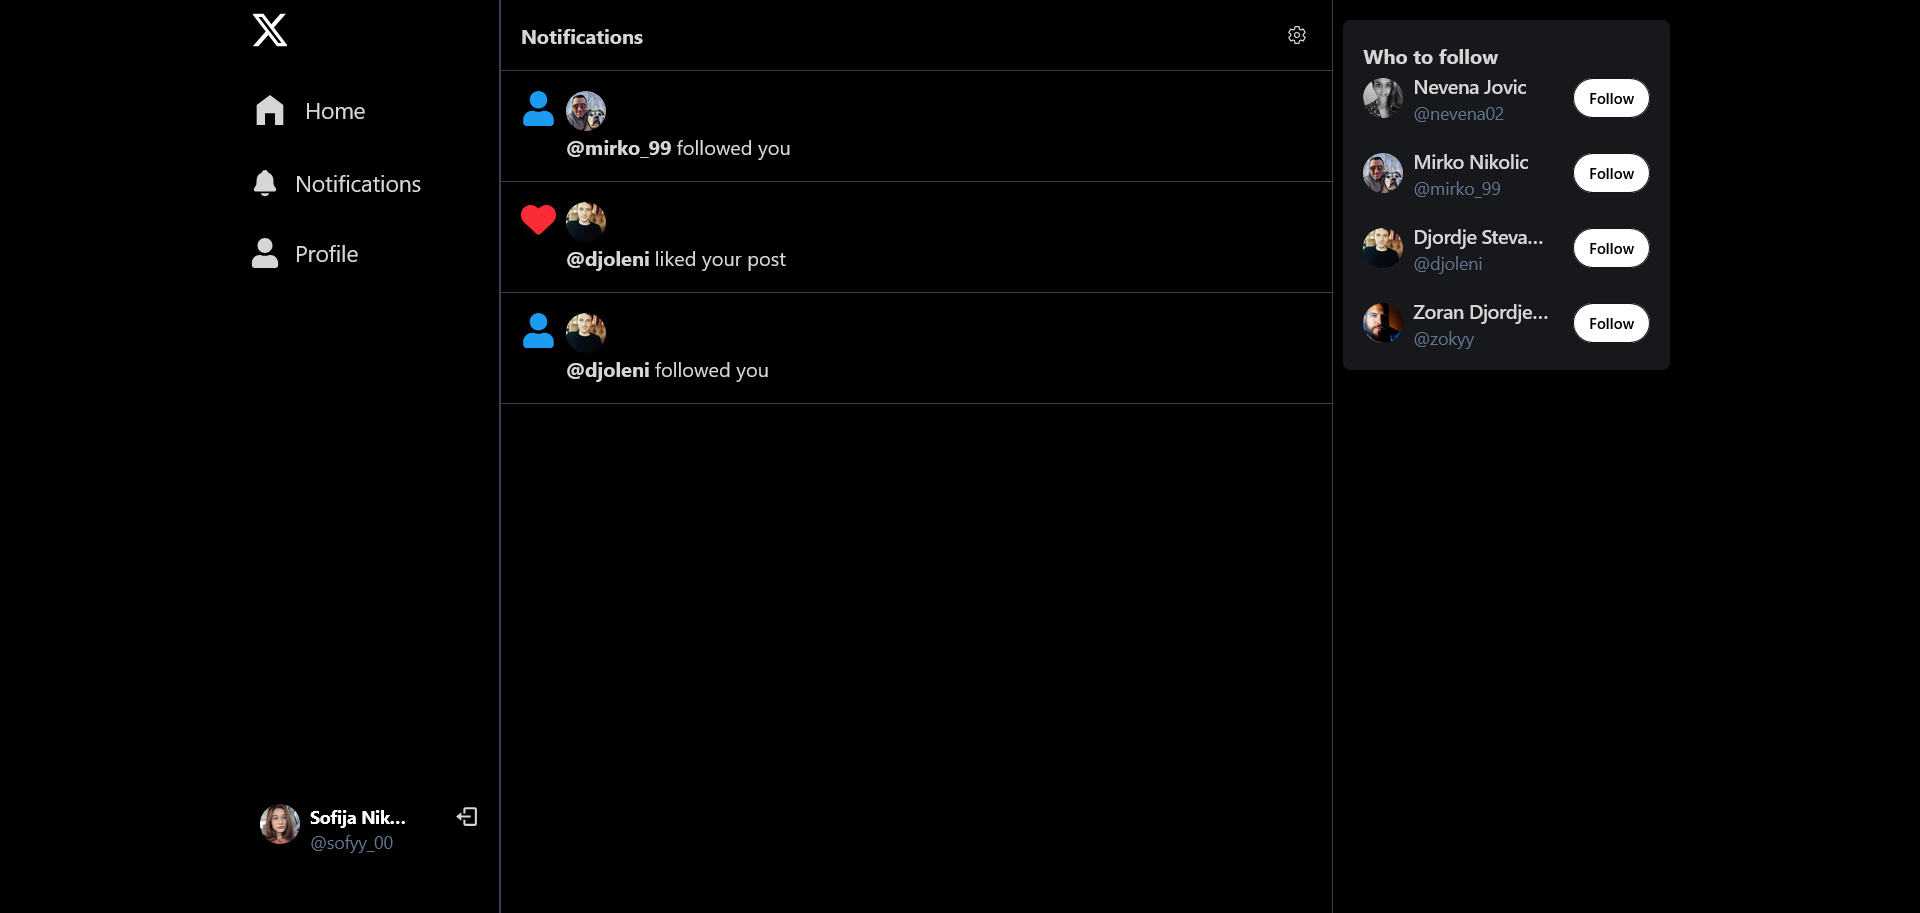 Home
Notifications
Profile
Sofija Nik...
@sofyy_00
Notifications
@mirko_99 followed you
@djoleni liked your post
@djoleni followed you
Who to follow
Nevena Jovic
@nevena02
Follow
Mirko Nikolic
@mirko_99
Follow
Djordje Steva...
@djoleni
Follow
Zoran Djordje...
@zokyy
Follow